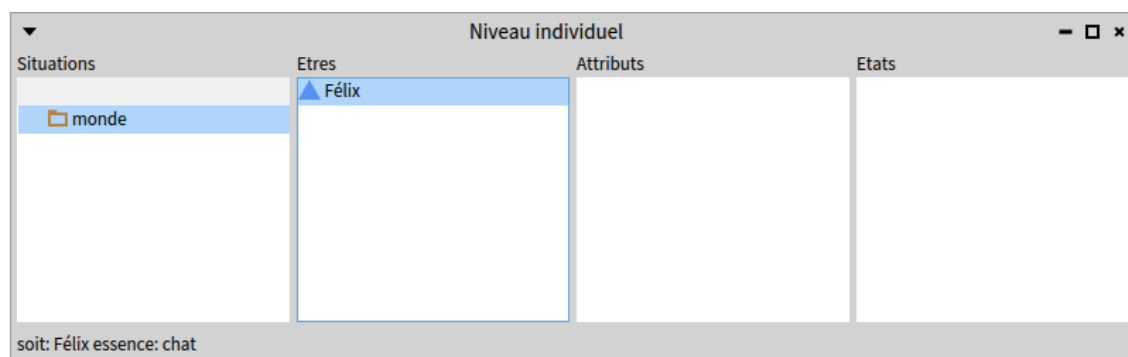 Niveau individuel
Situations Etres Attributs Etats
Félix
monde
soit: Félix essence: chat